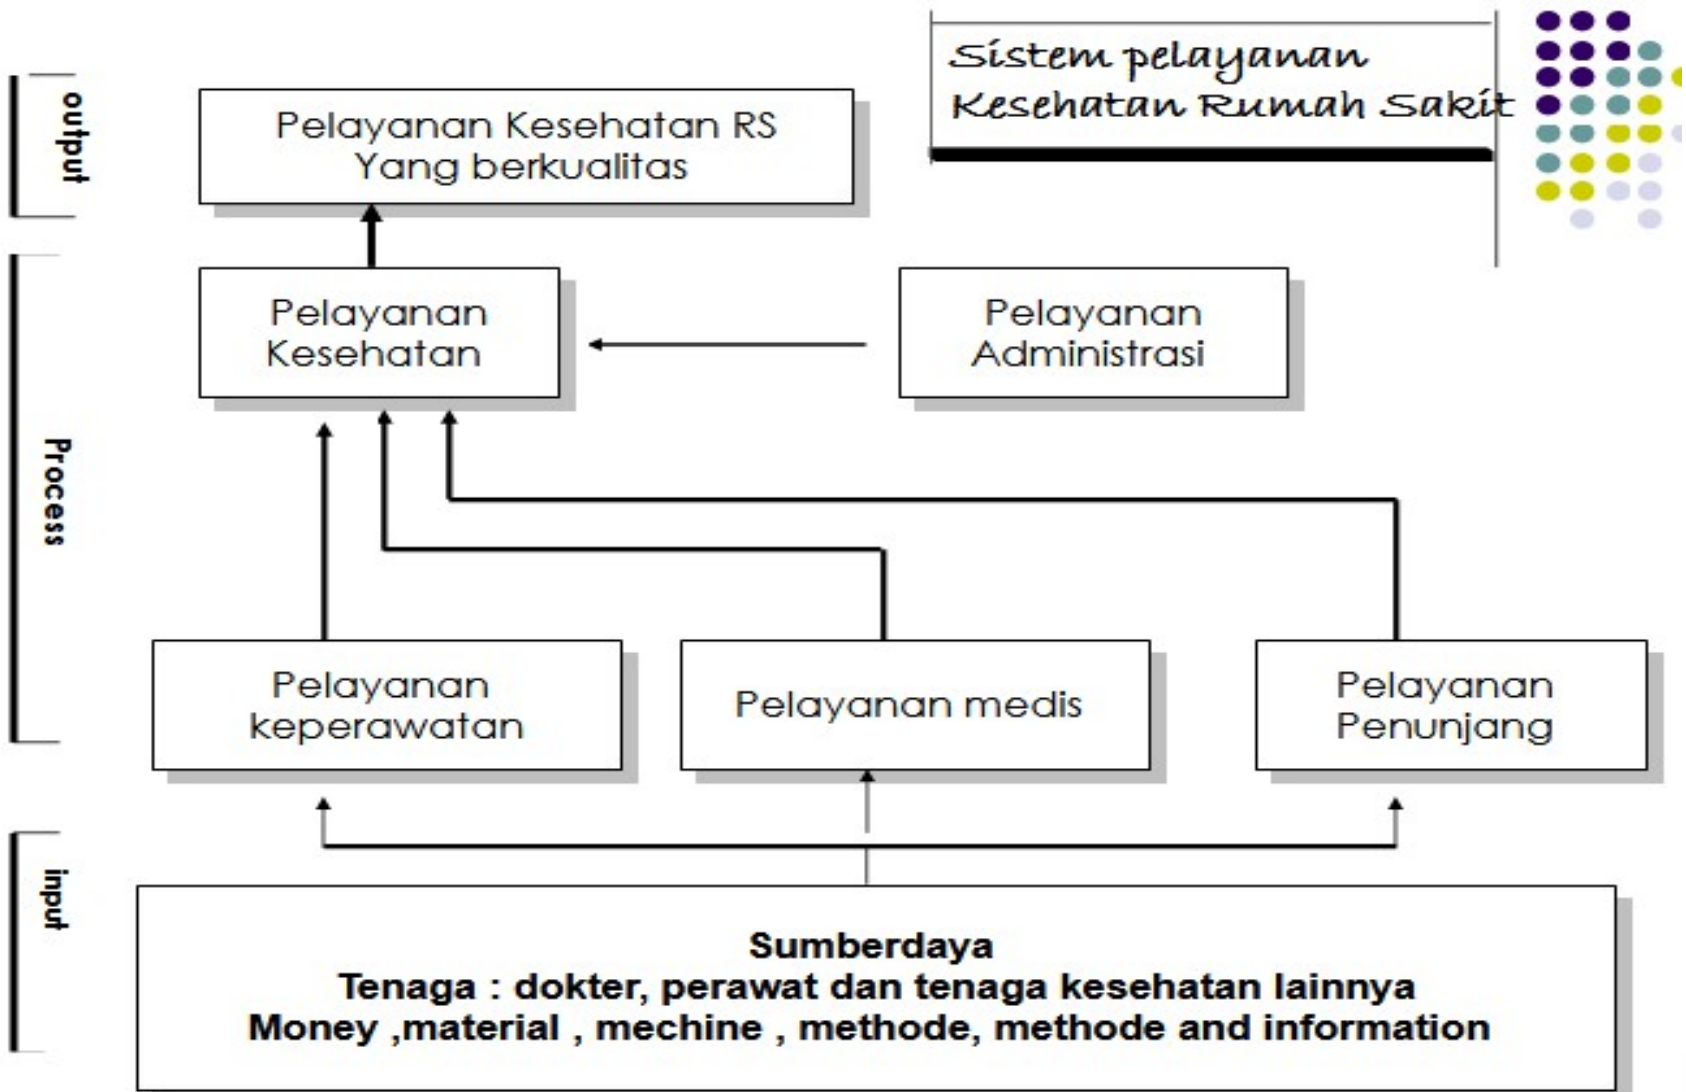 Sistem pelayanan
Kesehatan Rumah Sakit
output
Pelayanan Kesehatan RS
Yang berkualitas
Process
Pelayanan
Kesehatan
Pelayanan
Administrasi
Pelayanan
keperawatan
Pelayanan medis
Pelayanan
Penunjang
input
Sumberdaya
Tenaga : dokter, perawat dan tenaga kesehatan lainnya
Money ,material , mechine , methode, methode and information